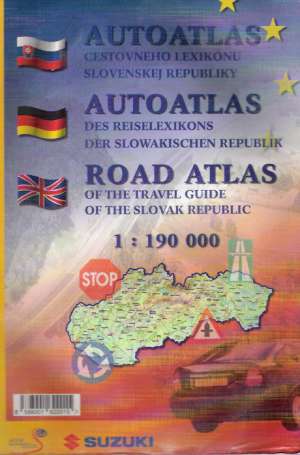 AUTOATLAS
CESTOVNÉHO LEXIKONU
SLOVENSKEJ REPUBLIKY
AUTOATLAS
DES REISELEXIKONS
DER SLOWAKISCHEN REPUBLIK
ROAD ATLAS
OF THE TRAVEL GUIDE
OF THE SLOVAK REPUBLIC
1 : 190 000
STOP
SUZUKI